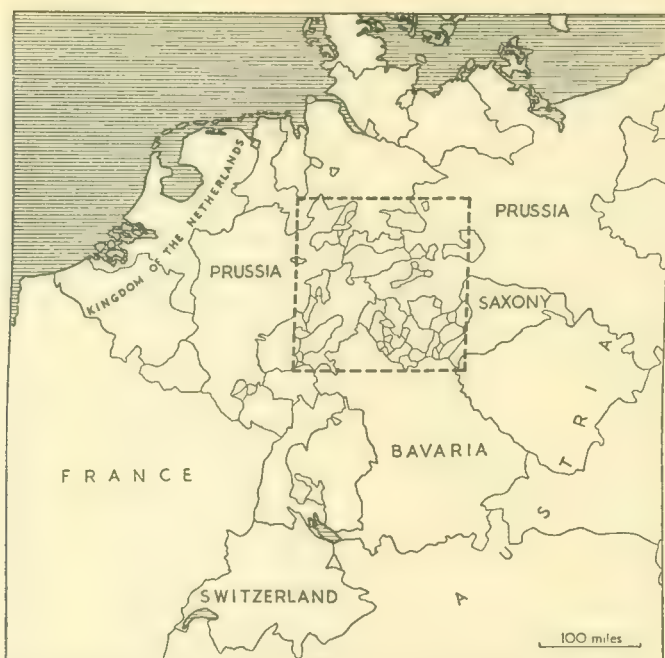 KINGDOM OF THE NETHERLANDS
PRUSSIA
PRUSSIA
SAXONY
FRANCE
BAVARIA
AUSTRIA
SWITZERLAND
100 miles